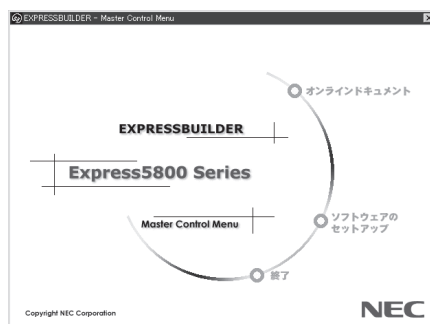 EXPRESSBUILDER - Master Control Menu
オンラインドキュメント
EXPRESSBUILDER
Express5800 Series
Master Control Menu
ソフトウェアの
セットアップ
終了
Copyright NEC Corporation
NEC